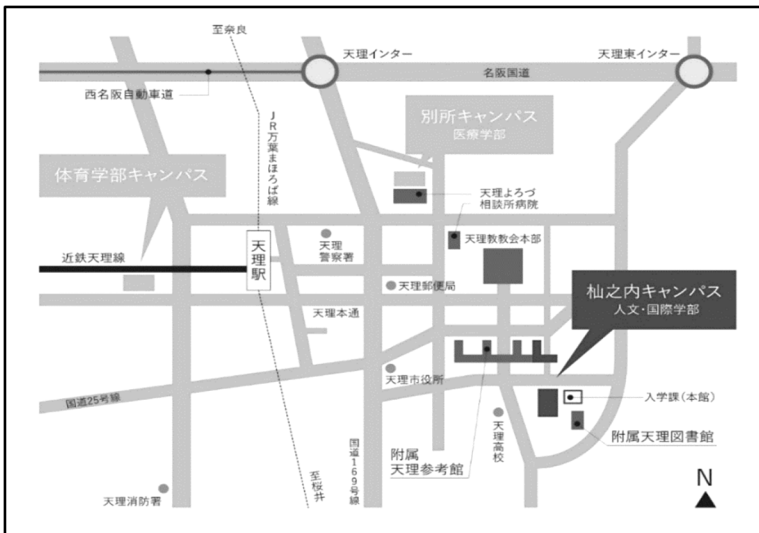 至奈良
天理インター
天理東インター
名阪国道
西名阪自動車道
JR万葉まほろば線
別所キャンパス
医療学部
体育学部キャンパス
天理よろづ
相談所病院
天理
警察署
天理教教会本部
近鉄天理線
天理駅
天理郵便局
杣之内キャンパス
人文・国際学部
天理本通
天理市役所
国道25号線
入学課(本館)
天理高校
附属天理図書館
附属
天理参考館
国道169号線
至桜井
天理消防署
N